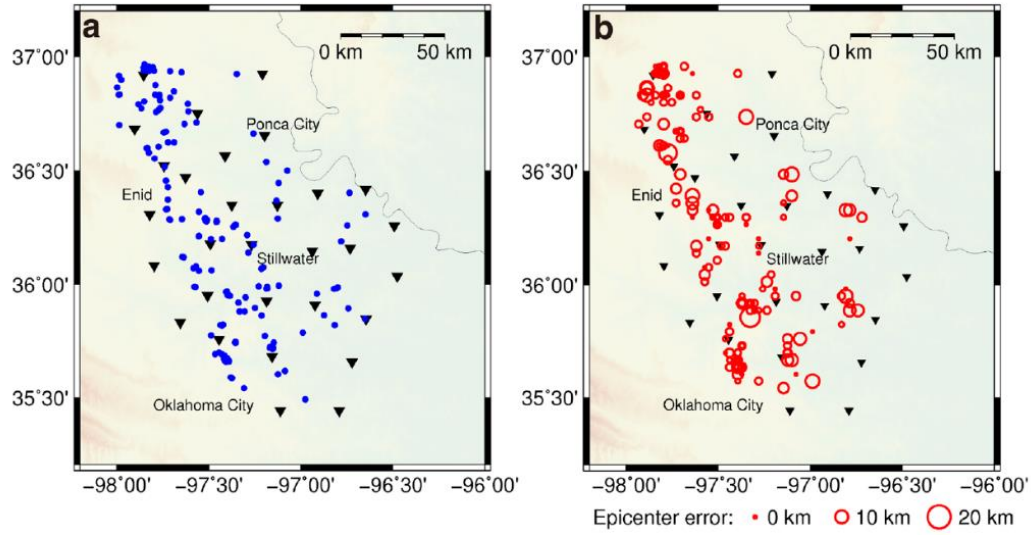 a
0 km 50 km
37°00'
Ponca City
36°30'
Enid
Stillwater
36°00'
35°30'
Oklahoma City
−98°00' −97°30' −97°00' −96°30' −96°00'
b
0 km 50 km
37°00'
Ponca City
36°30'
Enid
Stillwater
36°00'
35°30'
Oklahoma City
−98°00' −97°30' −97°00' −96°30' −96°00'
Epicenter error: 0 km 10 km 20 km